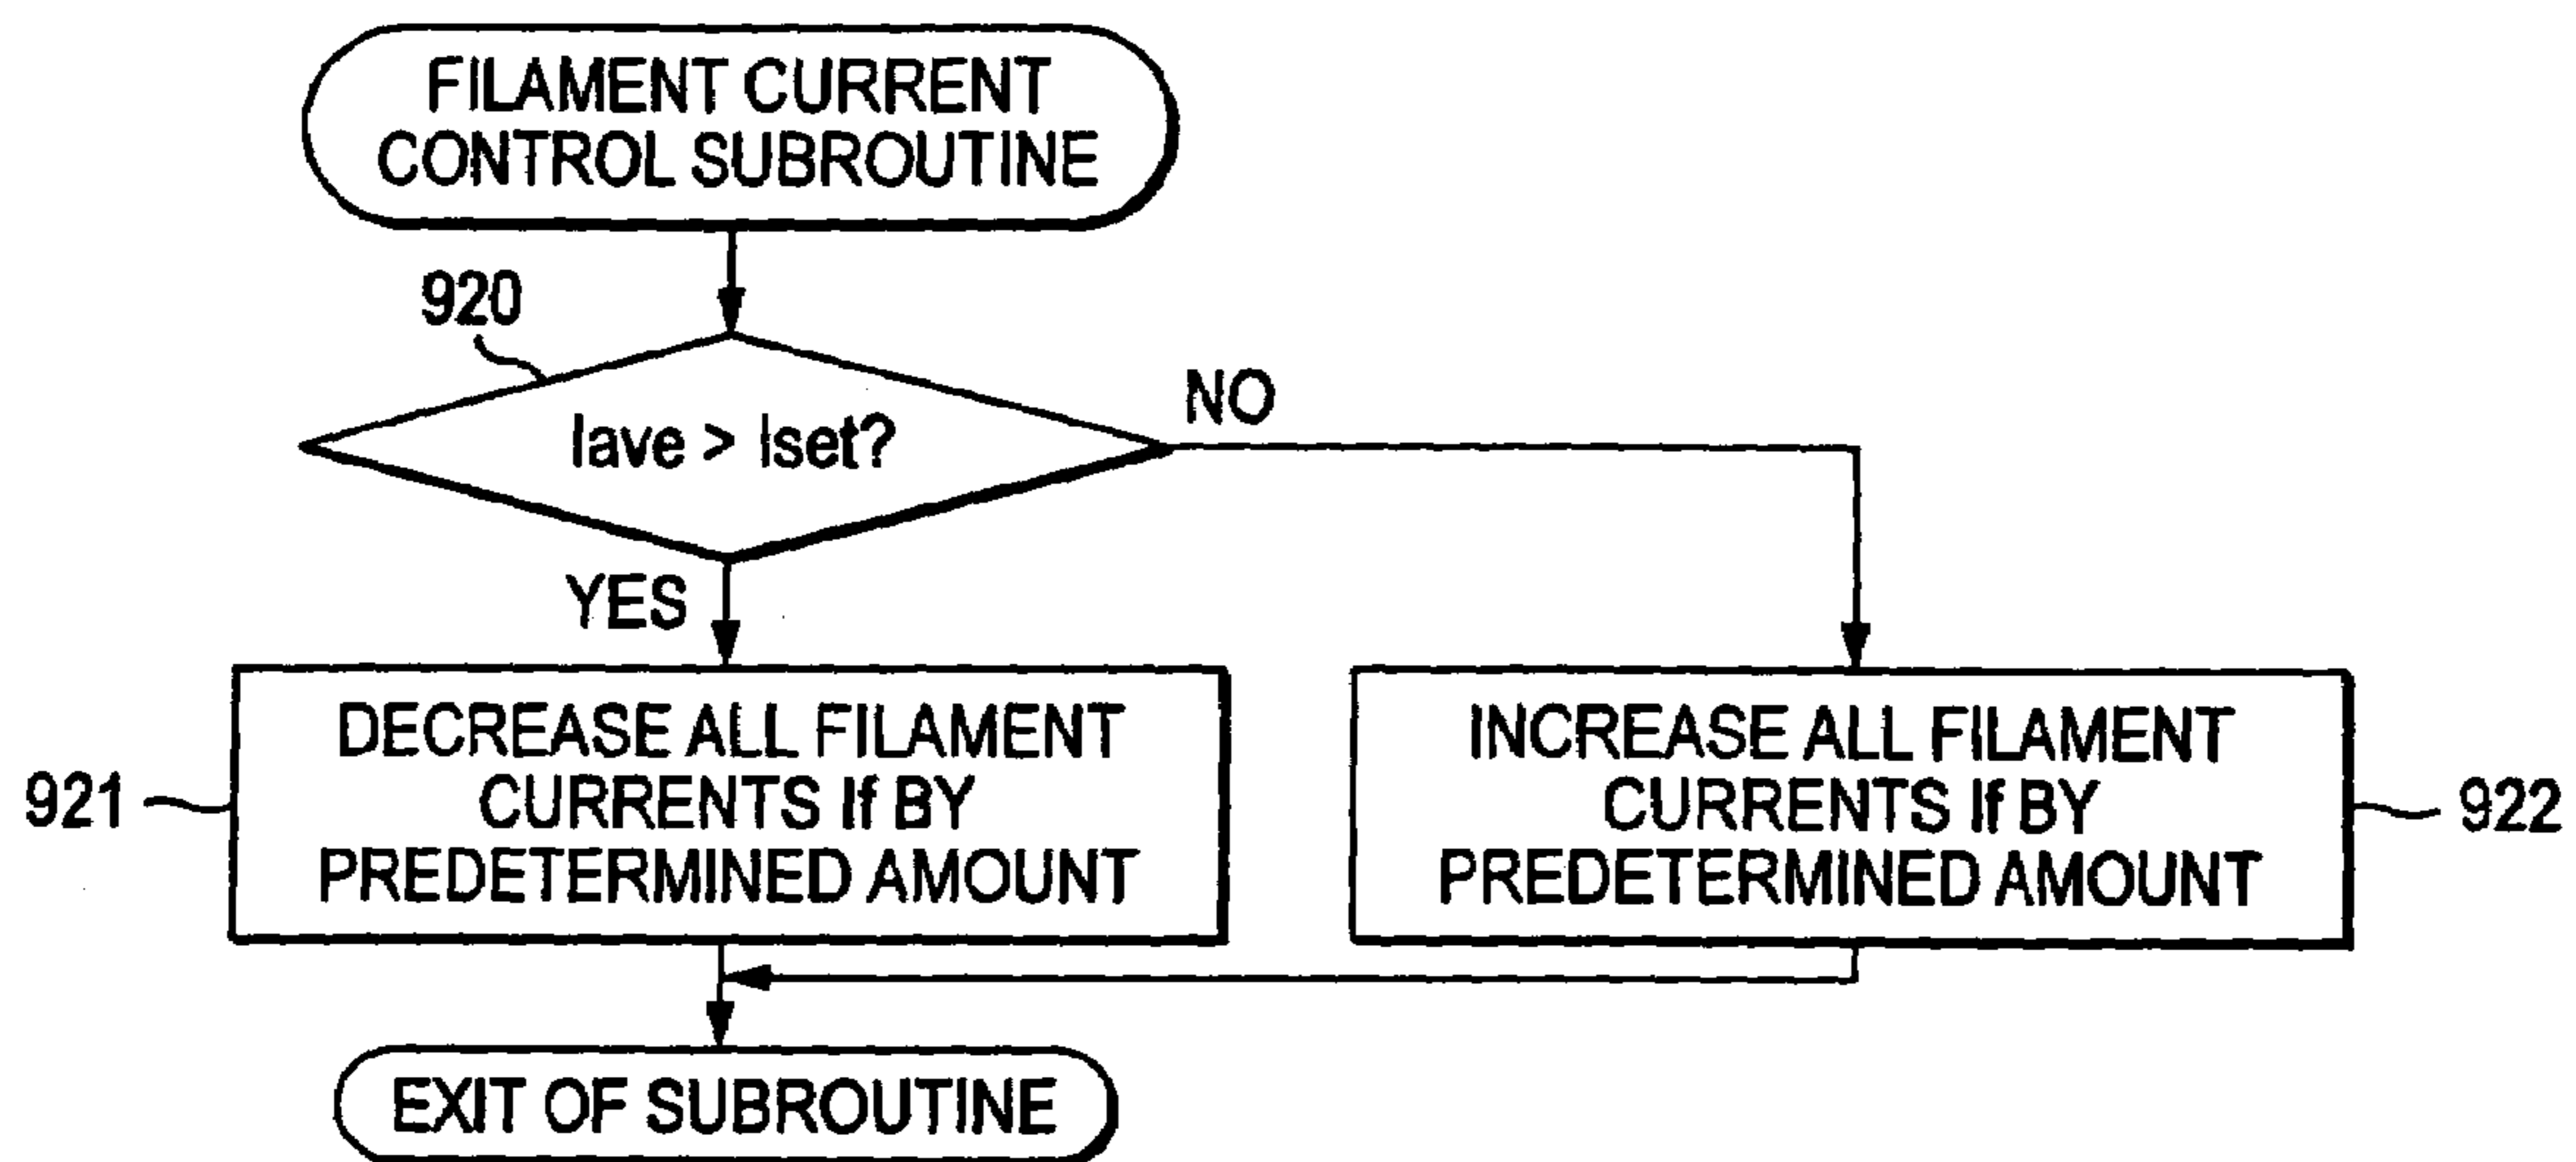 FILAMENT CURRENT
CONTROL SUBROUTINE
920
Iave > Iset?
NO
YES
DECREASE ALL FILAMENT
CURRENTS If BY
PREDETERMINED AMOUNT
921
INCREASE ALL FILAMENT
CURRENTS If BY
PREDETERMINED AMOUNT
922
EXIT OF SUBROUTINE